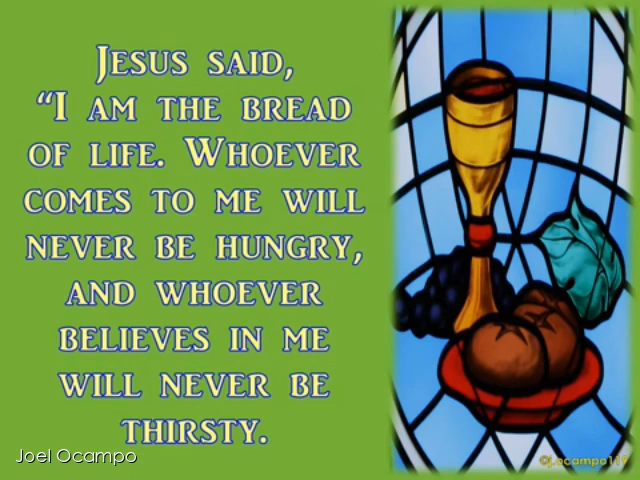 Jesus said,
“I am the bread
of life. Whoever
comes to me will
never be hungry,
and whoever
believes in me
will never be
thirsty.
Joel Ocampo